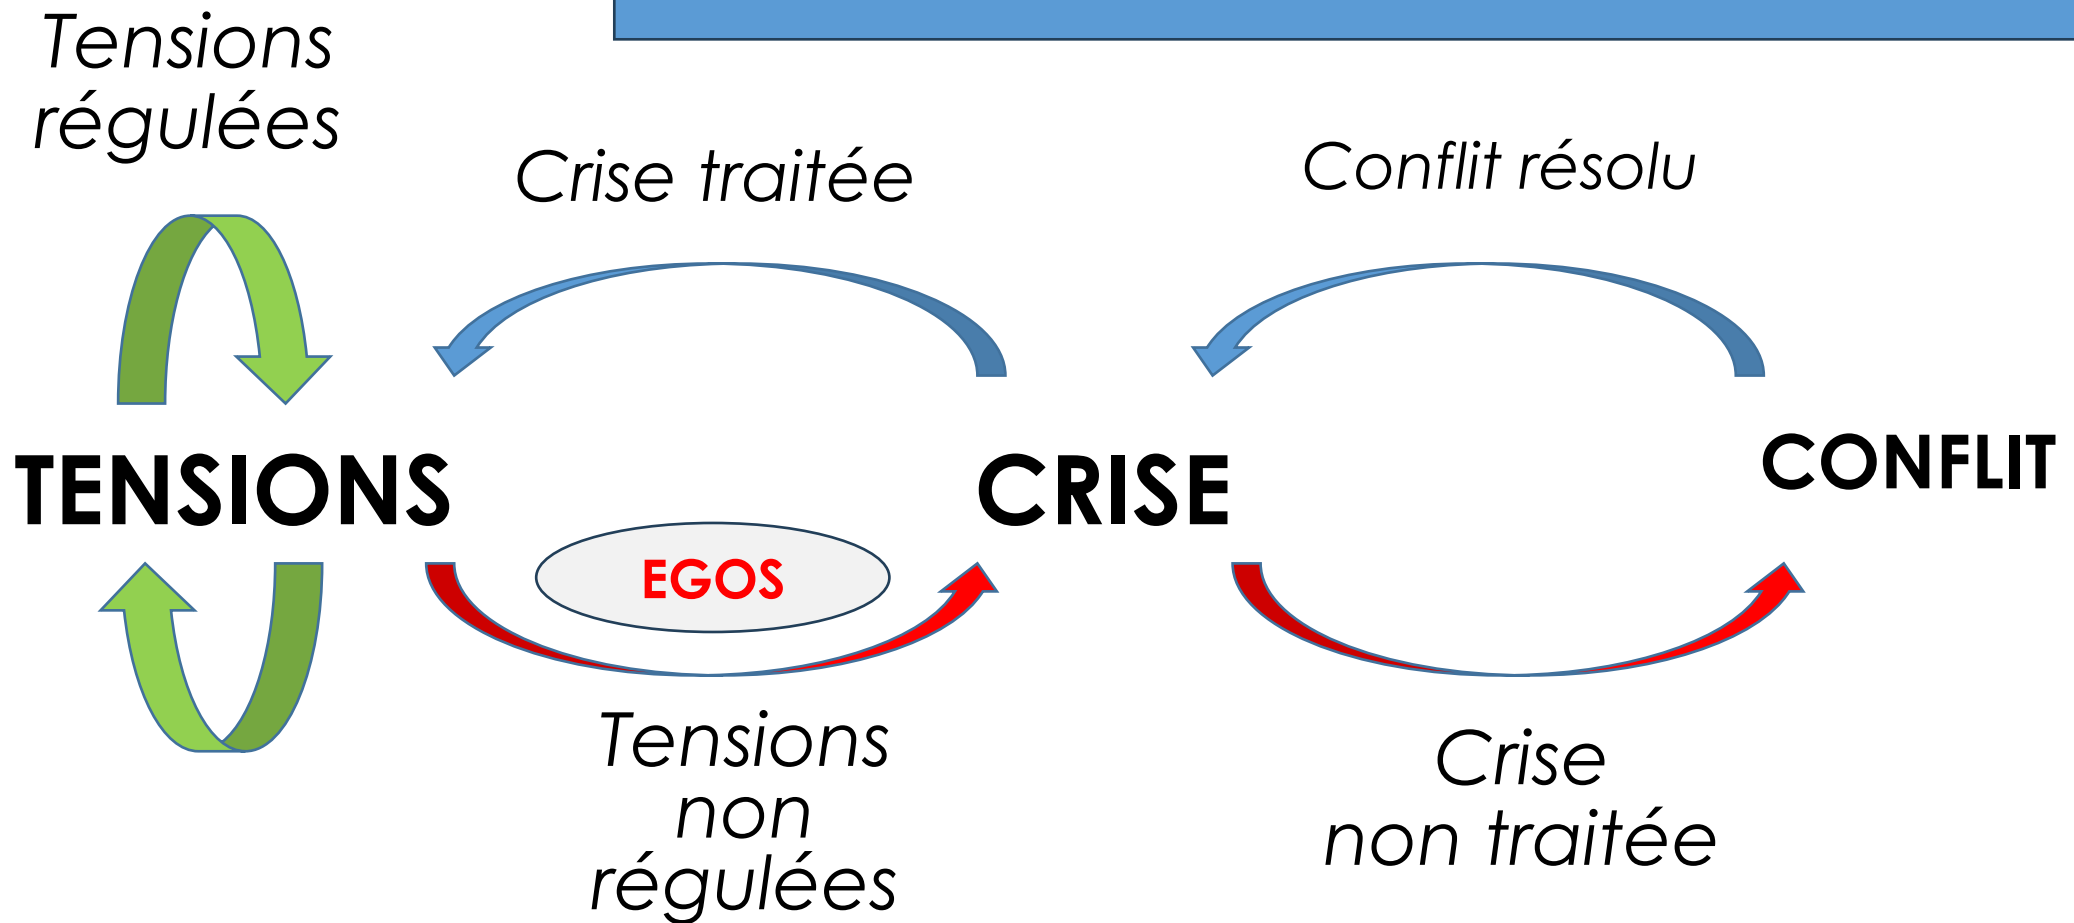 Tensions
régulées
Crise traitée
Conflit résolu
TENSIONS
CRISE
CONFLIT
EGOS
Tensions
non
régulées
Crise
non traitée